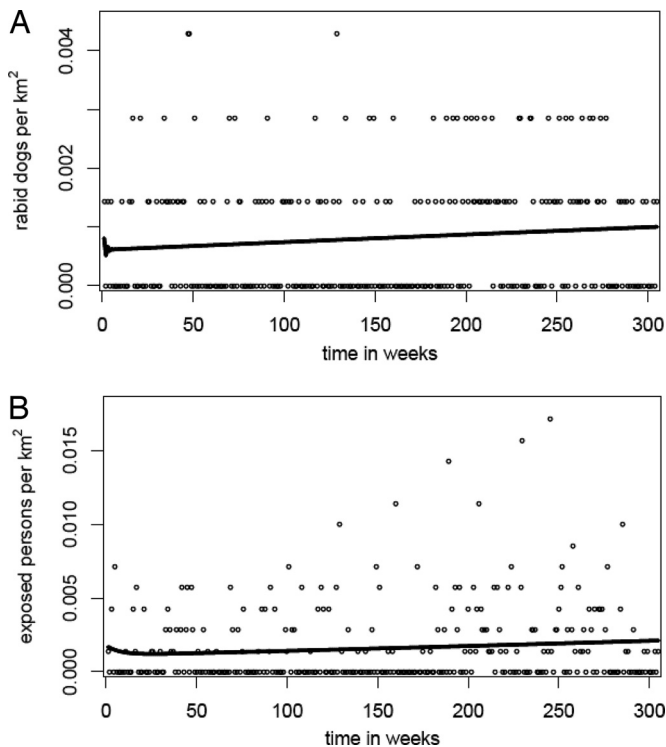 A
rabid dogs per km2
0.000
0.002
0.004
0 50 100 150 200 250 300
time in weeks
B
exposed persons per km2
0.000
0.005
0.010
0.015
0 50 100 150 200 250 300
time in weeks